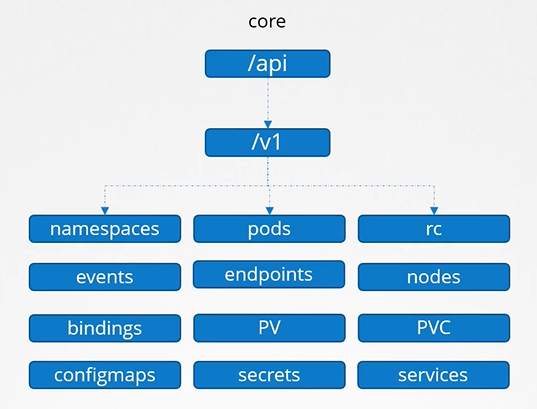 core
/api
/v1
namespaces
pods
rc
events
endpoints
nodes
bindings
PV
PVC
configmaps
secrets
services